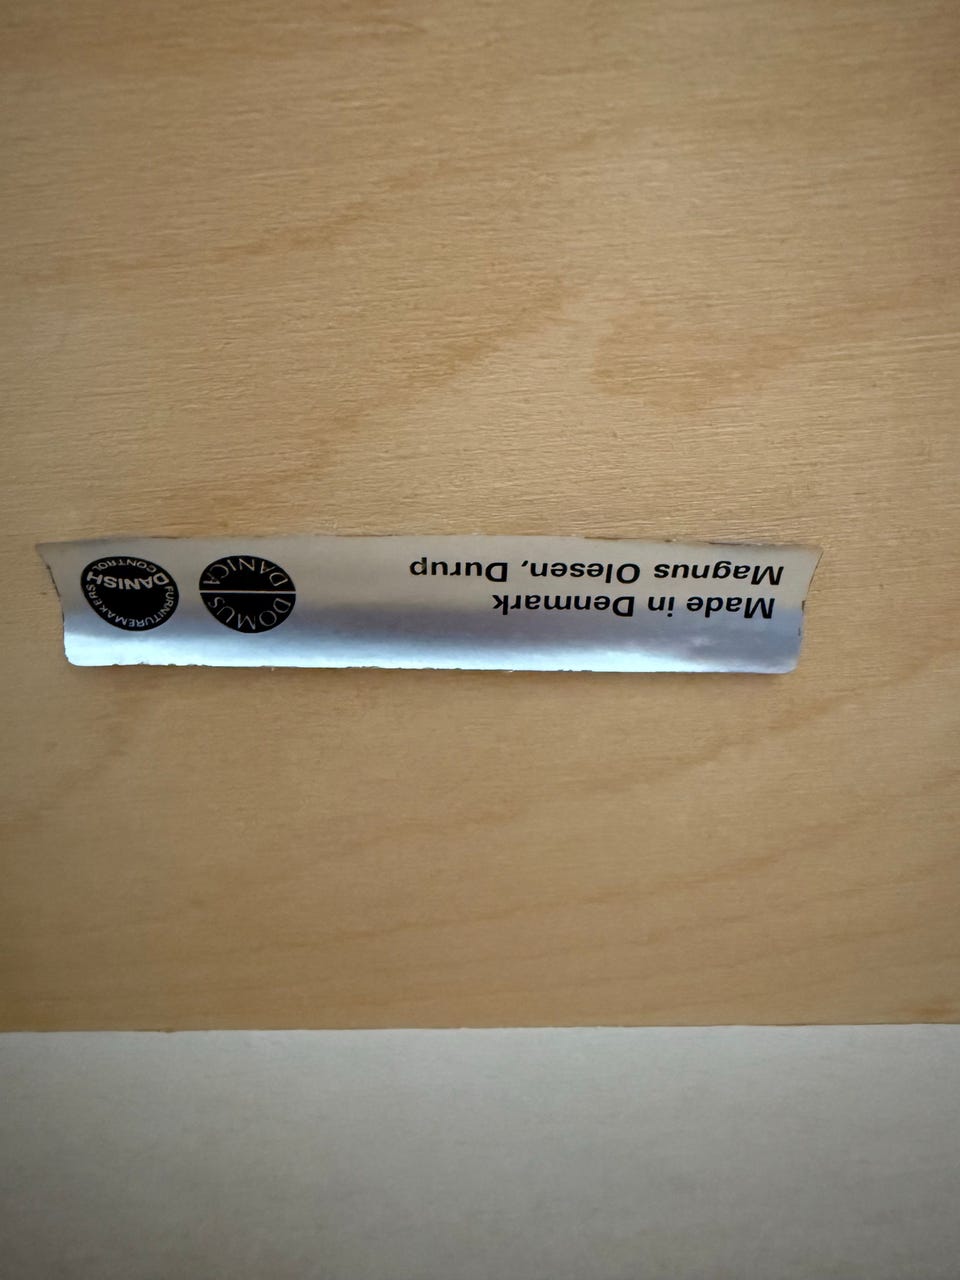 Made in Denmark
Magnus Olesen, Durup
DOMUS
DANICA
FURNITUREMAKERS
DANISH
CONTROL